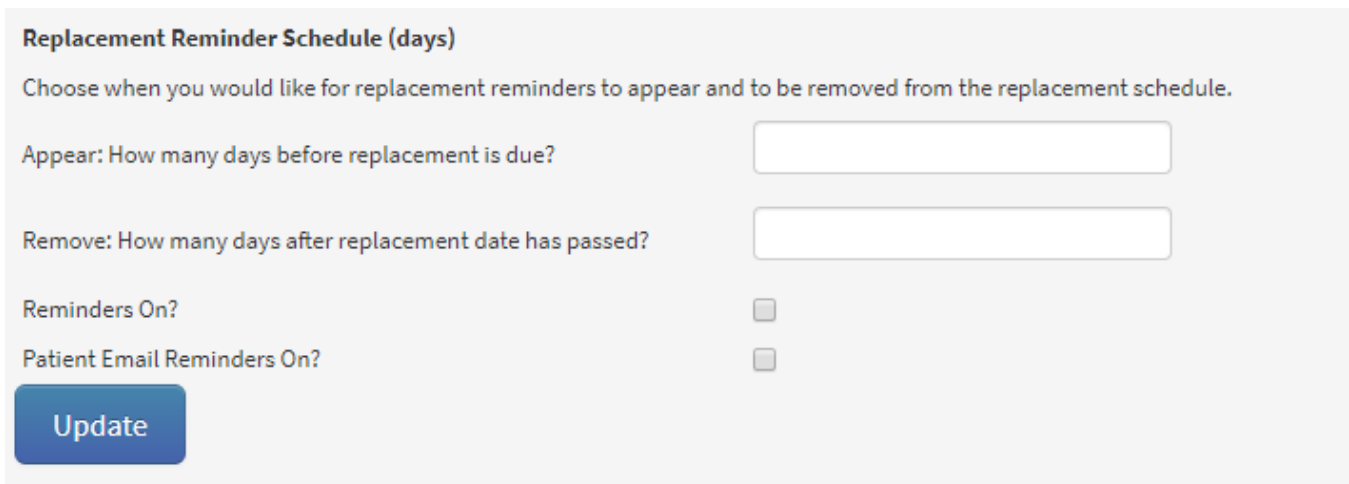 Replacement Reminder Schedule (days)
Choose when you would like for replacement reminders to appear and to be removed from the replacement schedule.
Appear: How many days before replacement is due?
Remove: How many days after replacement date has passed?
Reminders On?
Patient Email Reminders On?
Update